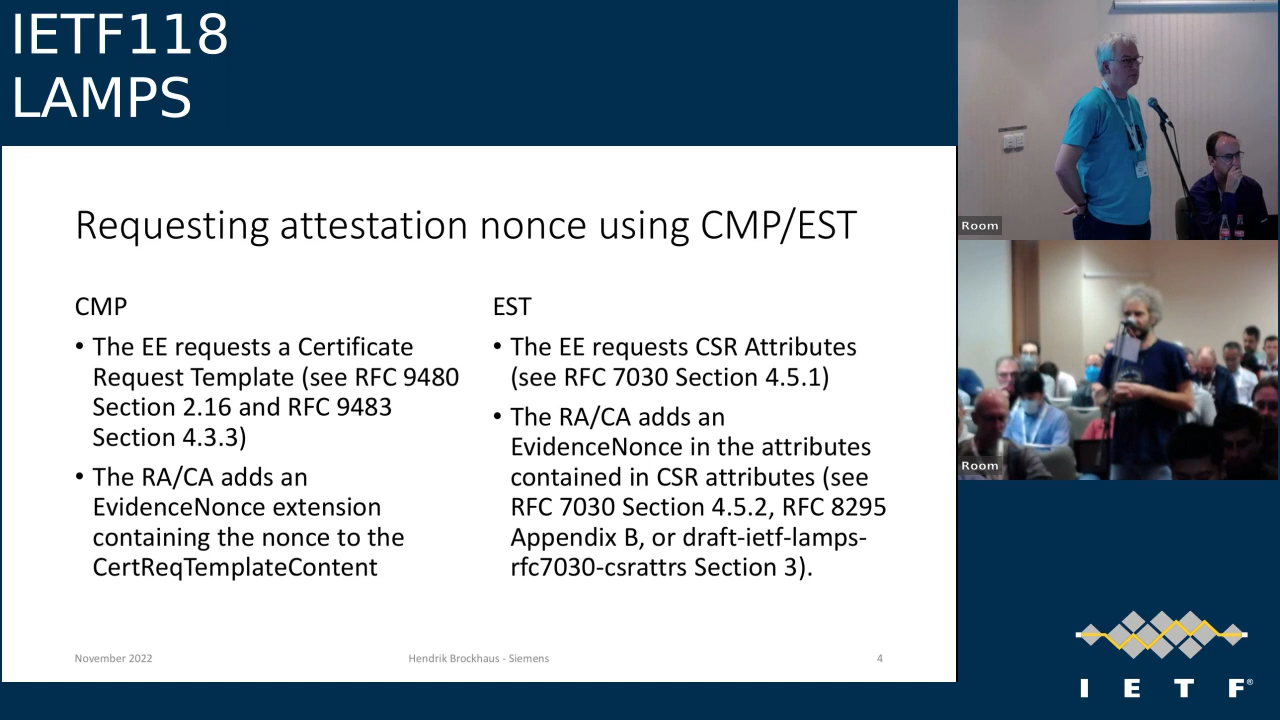 IETF118
LAMPS
Requesting attestation nonce using CMP/EST
CMP
• The EE requests a Certificate
Request Template (see RFC 9480
Section 2.16 and RFC 9483
Section 4.3.3)
• The RA/CA adds an
EvidenceNonce extension
containing the nonce to the
CertReqTemplateContent
EST
• The EE requests CSR Attributes
(see RFC 7030 Section 4.5.1)
• The RA/CA adds an
EvidenceNonce in the attributes
contained in CSR attributes (see
RFC 7030 Section 4.5.2, RFC 8295
Appendix B, or draft-ietf-lamps-
rfc7030-csrattrs Section 3).
November 2022
Hendrik Brockhaus - Siemens
4
Room
Room
I E T F®